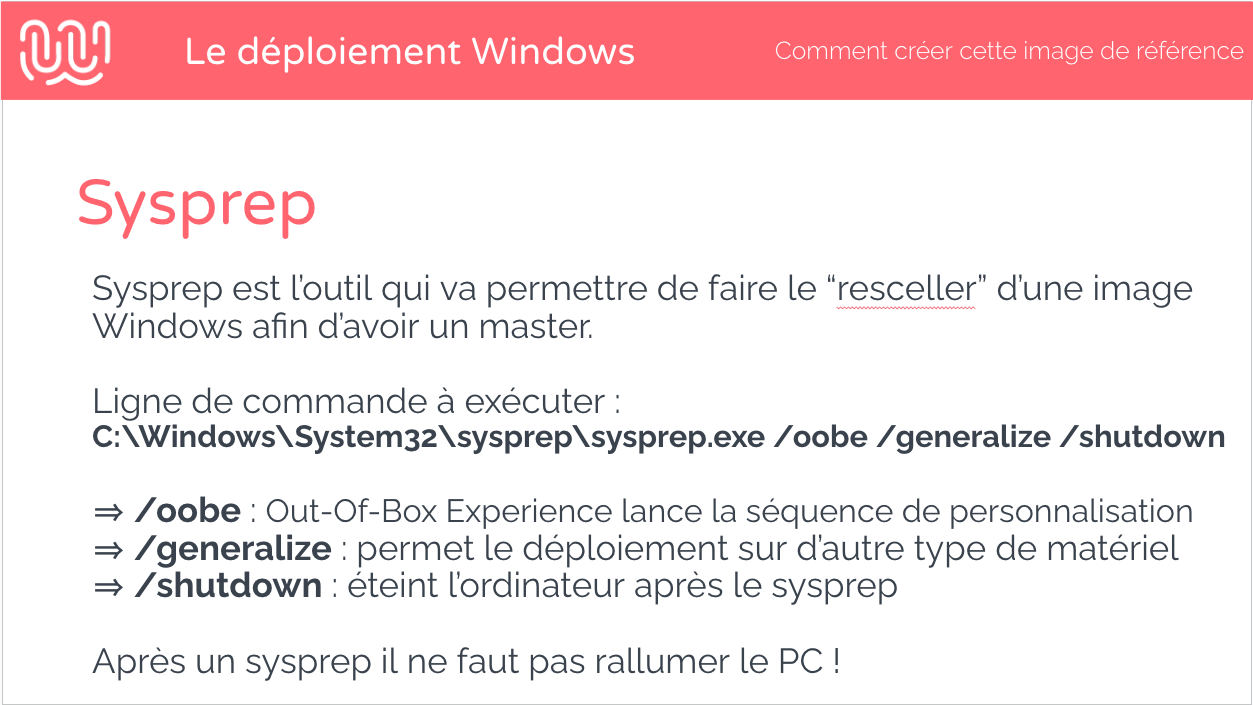 Le déploiement Windows
Comment créer cette image de référence
Sysprep
Sysprep est l’outil qui va permettre de faire le “resceller” d’une image
Windows afin d’avoir un master.
Ligne de commande à exécuter :
C:\Windows\System32\sysprep\sysprep.exe /oobe /generalize /shutdown
⇒ /oobe : Out-Of-Box Experience lance la séquence de personnalisation
⇒ /generalize : permet le déploiement sur d’autre type de matériel
⇒ /shutdown : éteint l’ordinateur après le sysprep
Après un sysprep il ne faut pas rallumer le PC !